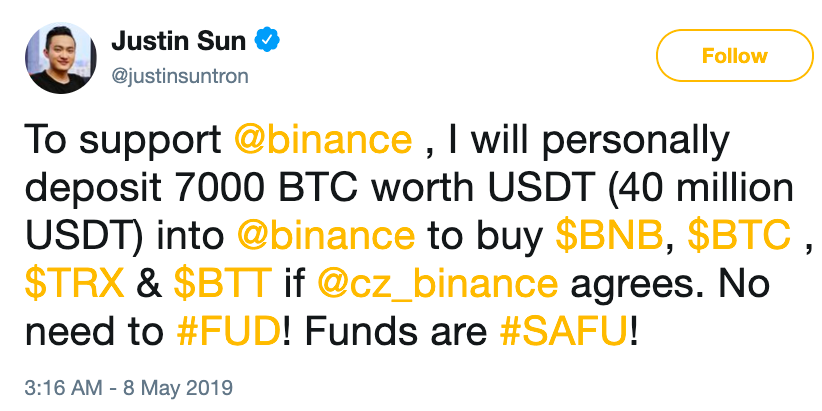 Justin Sun
@justinsuntron
Follow
To support @binance , I will personally
deposit 7000 BTC worth USDT (40 million
USDT) into @binance to buy $BNB, $BTC ,
$TRX & $BTT if @cz_binance agrees. No
need to #FUD! Funds are #SAFU!
3:16 AM - 8 May 2019